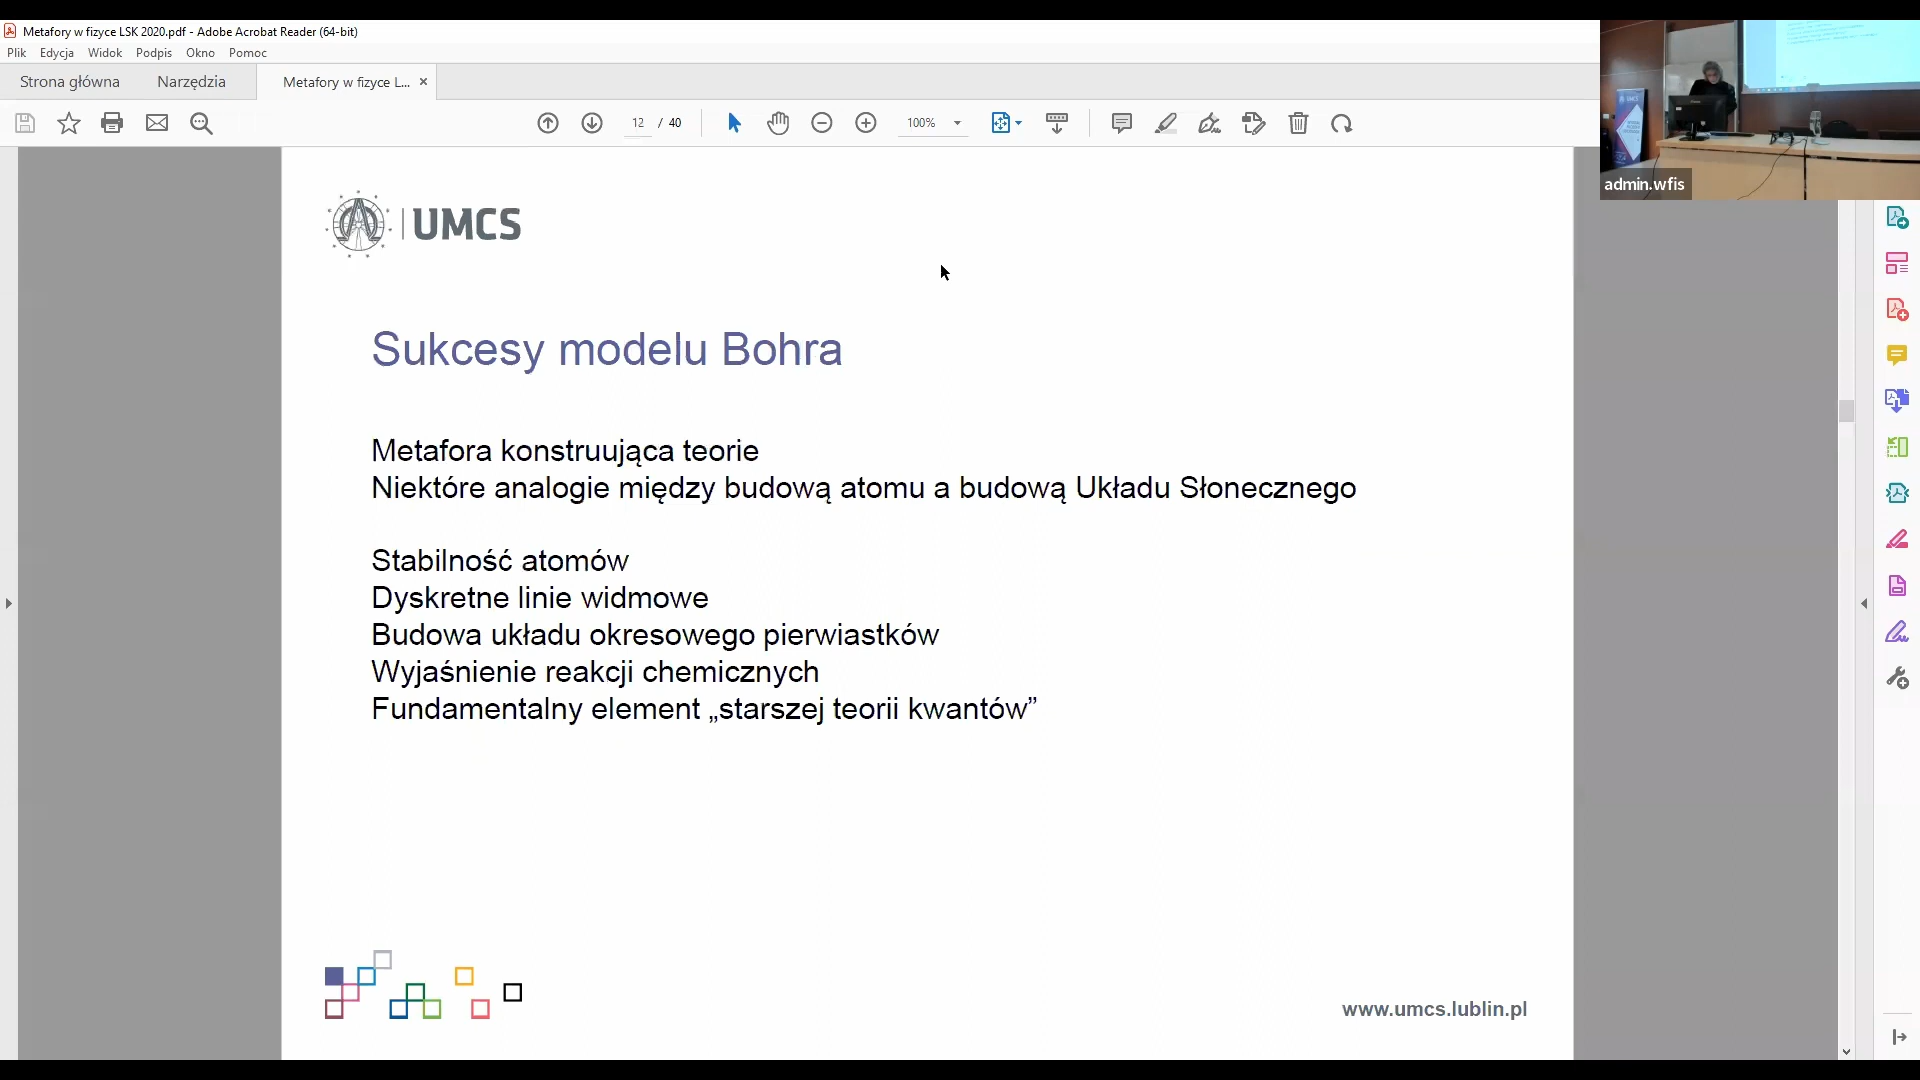 Metafory w fizyce LSK 2020.pdf - Adobe Acrobat Reader (64-bit)
Plik Edycja Widok Podpis Okno Pomoc
Strona główna Narzędzia Metafory w fizyce L... ×
12 / 40 100%
admin.wfis
UMCS
Sukcesy modelu Bohra
Metafora konstruująca teorie
Niektóre analogie między budową atomu a budową Układu Słonecznego
Stabilność atomów
Dyskretne linie widmowe
Budowa układu okresowego pierwiastków
Wyjaśnienie reakcji chemicznych
Fundamentalny element „starszej teorii kwantów”
www.umcs.lublin.pl